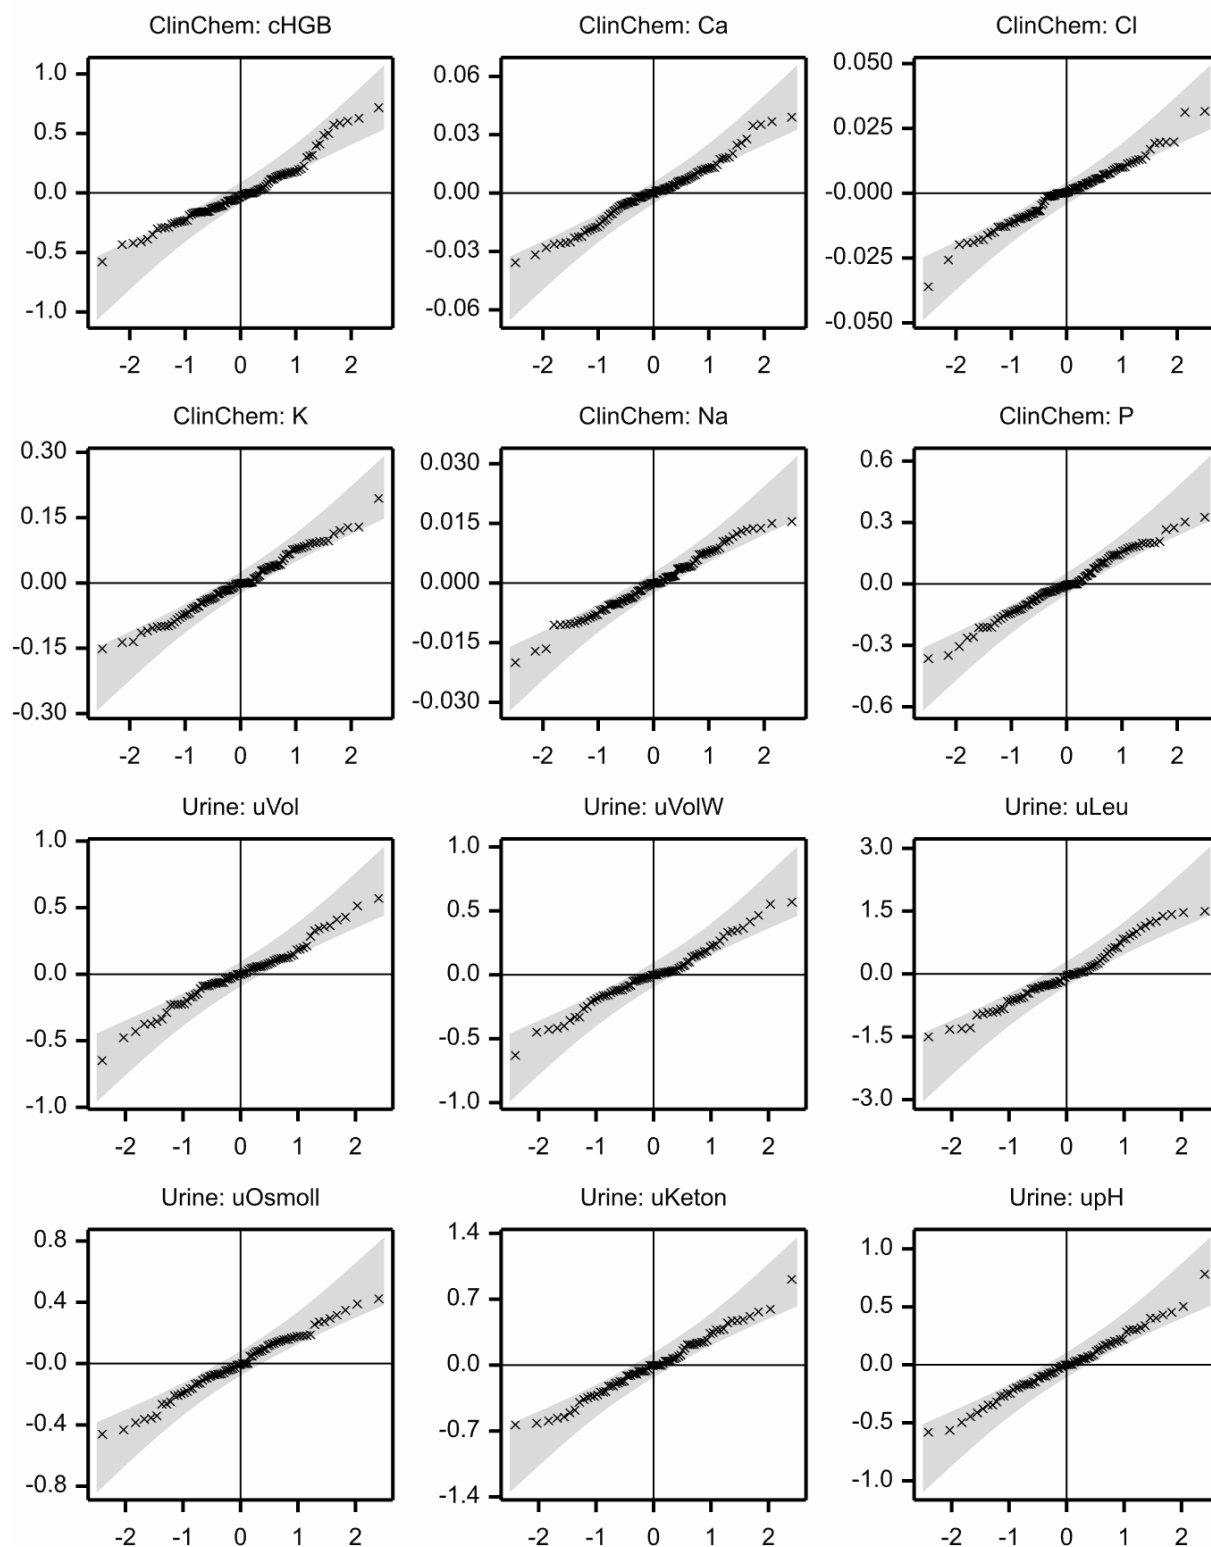 ClinChem: cHGB
1.0
0.5
0.0
-0.5
-1.0
-2 -1 0 1 2
ClinChem: Ca
0.06
0.03
0.00
-0.03
-0.06
-2 -1 0 1 2
ClinChem: Cl
0.050
0.025
-0.000
-0.025
-0.050
-2 -1 0 1 2
ClinChem: K
0.30
0.15
0.00
-0.15
-0.30
-2 -1 0 1 2
ClinChem: Na
0.030
0.015
0.000
-0.015
-0.030
-2 -1 0 1 2
ClinChem: P
0.6
0.3
0.0
-0.3
-0.6
-2 -1 0 1 2
Urine: uVol
1.0
0.5
0.0
-0.5
-1.0
-2 -1 0 1 2
Urine: uVolW
1.0
0.5
0.0
-0.5
-1.0
-2 -1 0 1 2
Urine: uLeu
3.0
1.5
0.0
-1.5
-3.0
-2 -1 0 1 2
Urine: uOsmoll
0.8
0.4
-0.0
-0.4
-0.8
-2 -1 0 1 2
Urine: uKeton
1.4
0.7
0.0
-0.7
-1.4
-2 -1 0 1 2
Urine: upH
1.0
0.5
0.0
-0.5
-1.0
-2 -1 0 1 2